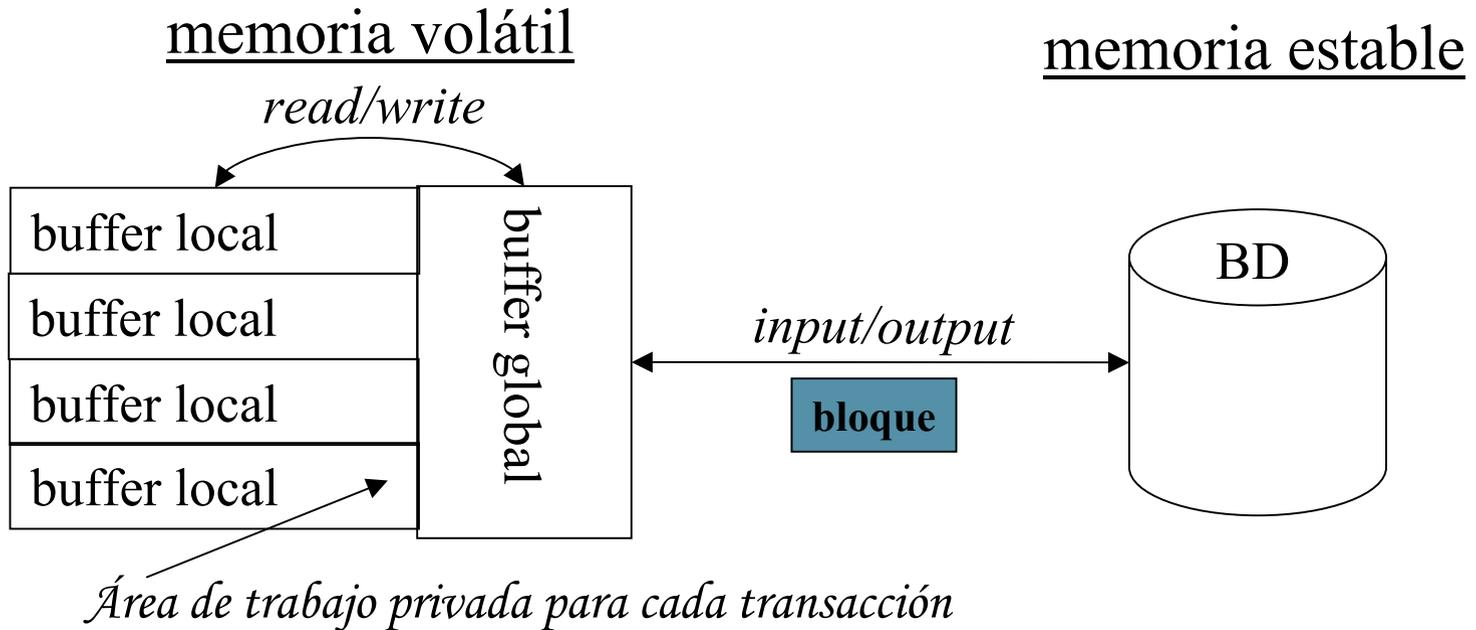 memoria volátil
memoria estable
read/write
buffer local
buffer local
buffer local
buffer local
buffer global
input/output
bloque
BD
Área de trabajo privada para cada transacción